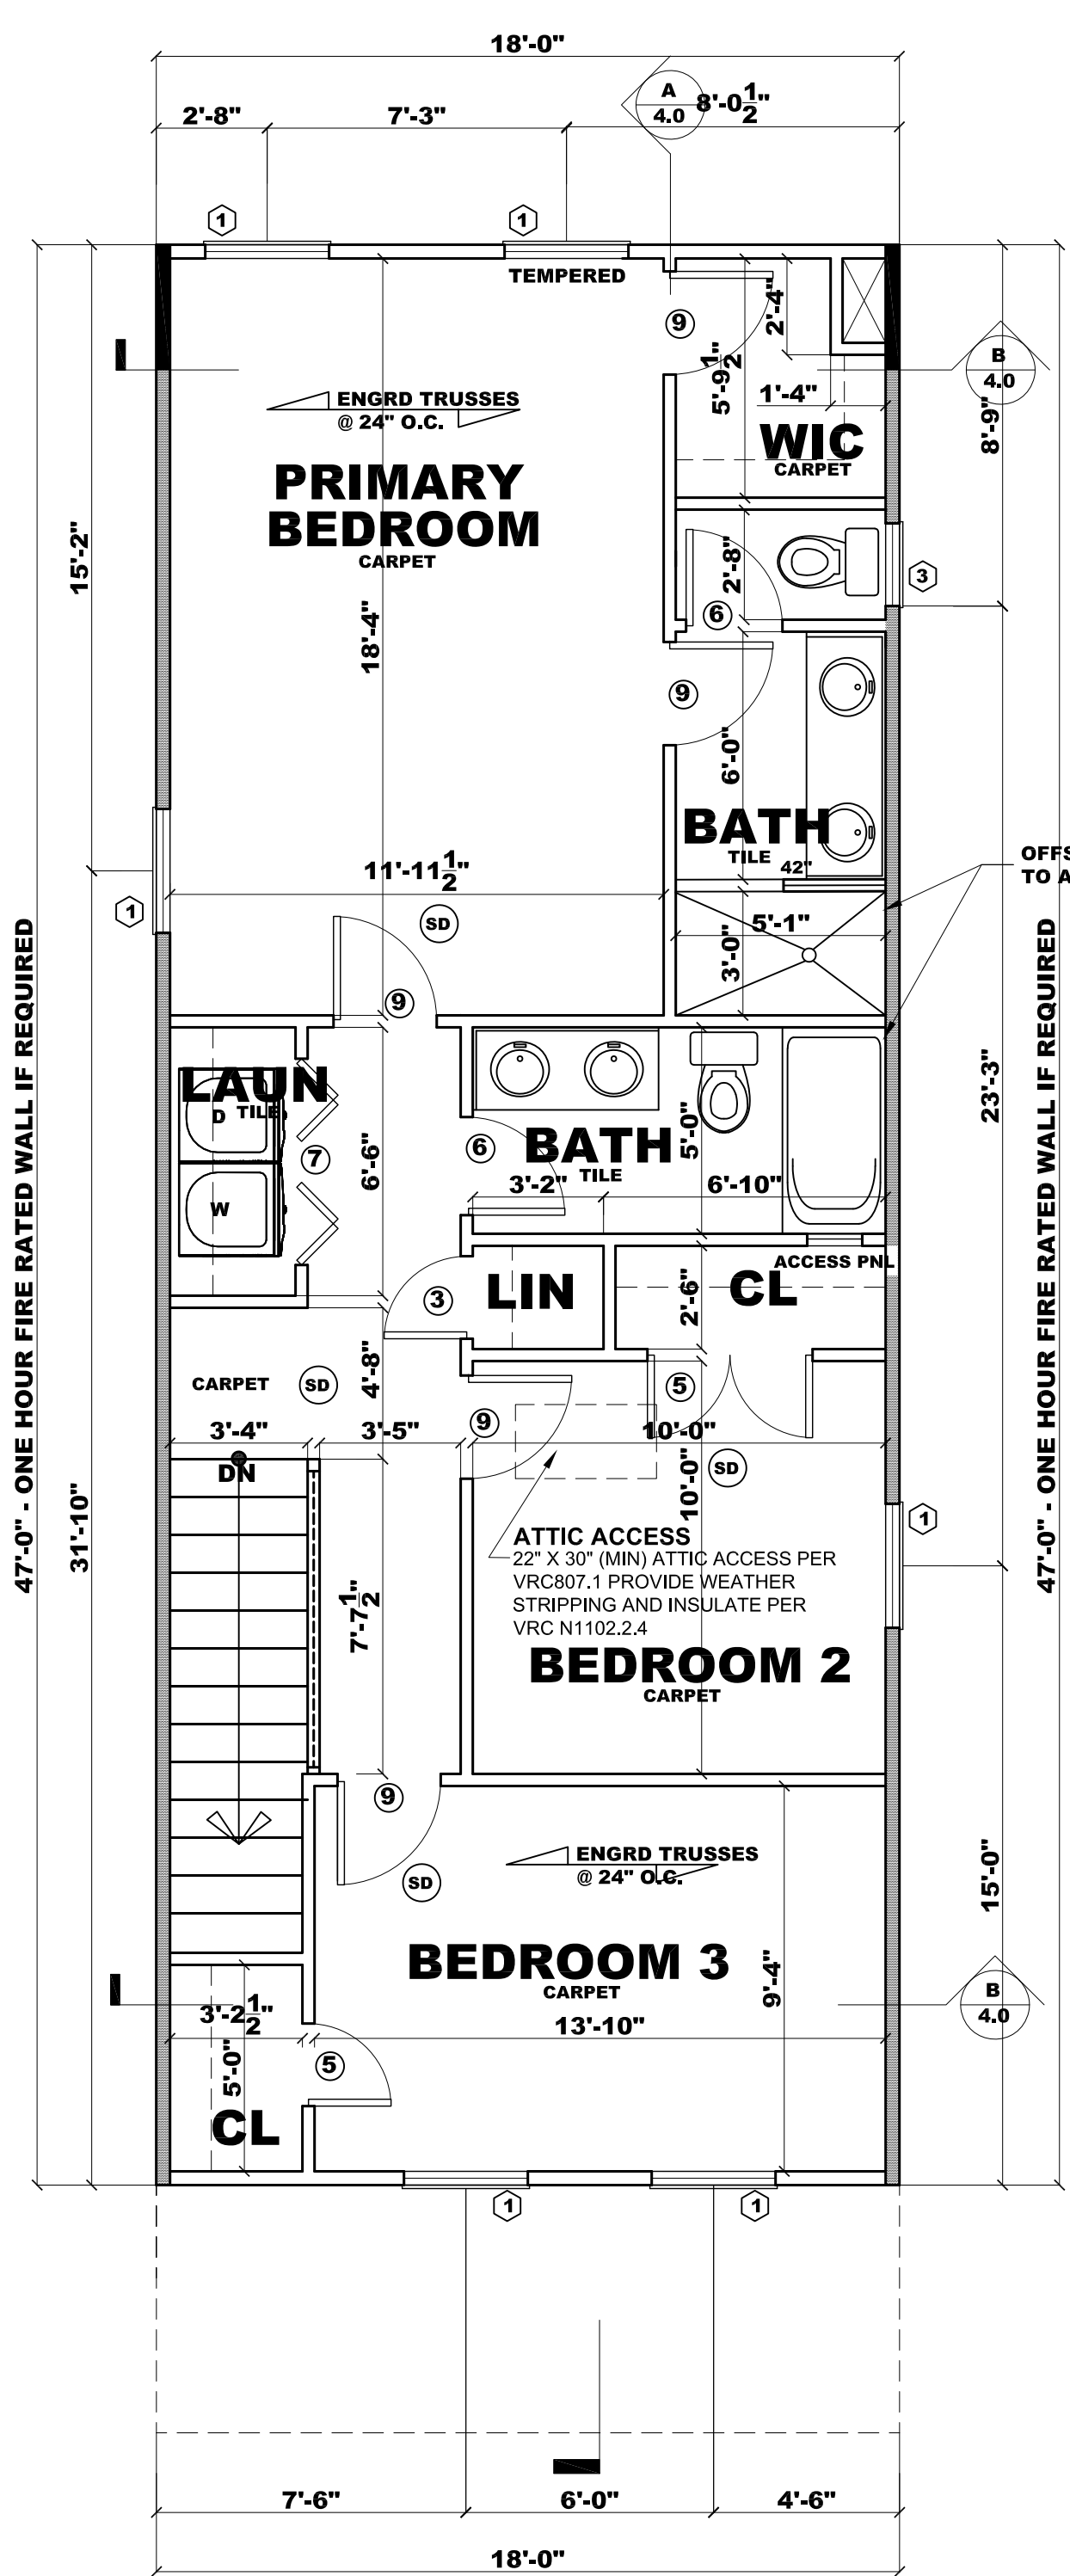 18'-0"
2'-8"
7'-3"
A
4.0
8'-0 1/2"
1
1
TEMPERED
9
2'-4"
5'-9 1/2"
1'-4"
B
4.0
8'-9"
ENGRD TRUSSES
@ 24" O.C.
WIC
CARPET
PRIMARY
BEDROOM
CARPET
15'-2"
18'-4"
2'-8"
3
6
9
6'-0"
BATH
TILE
42"
OFFS
TO A
11'-11 1/2"
1
SD
5'-1"
3'-0"
9
47'-0" - ONE HOUR FIRE RATED WALL IF REQUIRED
47'-0" - ONE HOUR FIRE RATED WALL IF REQUIRED
23'-3"
LAUN
TILE
D
W
7
6'-6"
6
BATH
TILE
5'-0"
3'-2"
6'-10"
ACCESS PNL
LIN
CL
2'-6"
3
4'-8"
CARPET
SD
5
3'-4"
3'-5"
9
10'-0"
DN
SD
10'-0"
31'-10"
1
ATTIC ACCESS
22" X 30" (MIN) ATTIC ACCESS PER
VRC807.1 PROVIDE WEATHER
STRIPPING AND INSULATE PER
VRC N1102.2.4
7'-7 1/2"
BEDROOM 2
CARPET
9
ENGRD TRUSSES
@ 24" O.C.
SD
15'-0"
BEDROOM 3
CARPET
9'-4"
B
4.0
3'-2 1/2"
13'-10"
5'-0"
5
CL
1
1
7'-6"
6'-0"
4'-6"
18'-0"